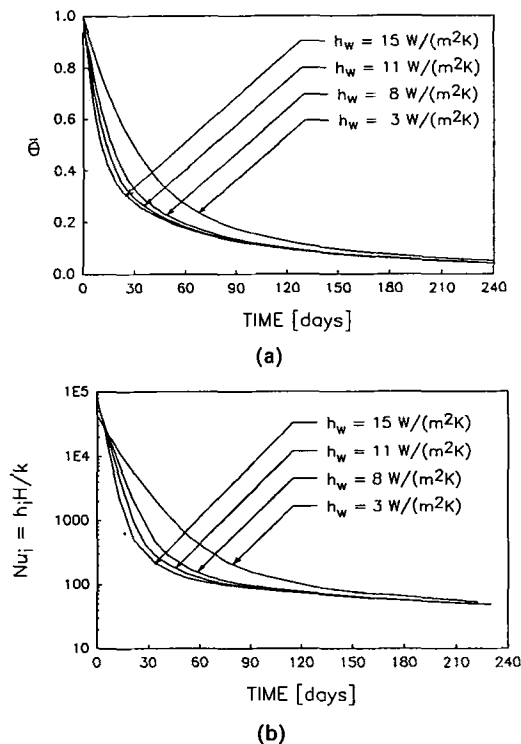 1.0
0.8
0.6
0.4
0.2
0.0
Φ̄
h_w = 15 W/(m²K)
h_w = 11 W/(m²K)
h_w = 8 W/(m²K)
h_w = 3 W/(m²K)
0 30 60 90 120 150 180 210 240
TIME [days]
(a)
1E5
1E4
1000
100
10
Nu_i = h_iH/k
h_w = 15 W/(m²K)
h_w = 11 W/(m²K)
h_w = 8 W/(m²K)
h_w = 3 W/(m²K)
0 30 60 90 120 150 180 210 240
TIME [days]
(b)